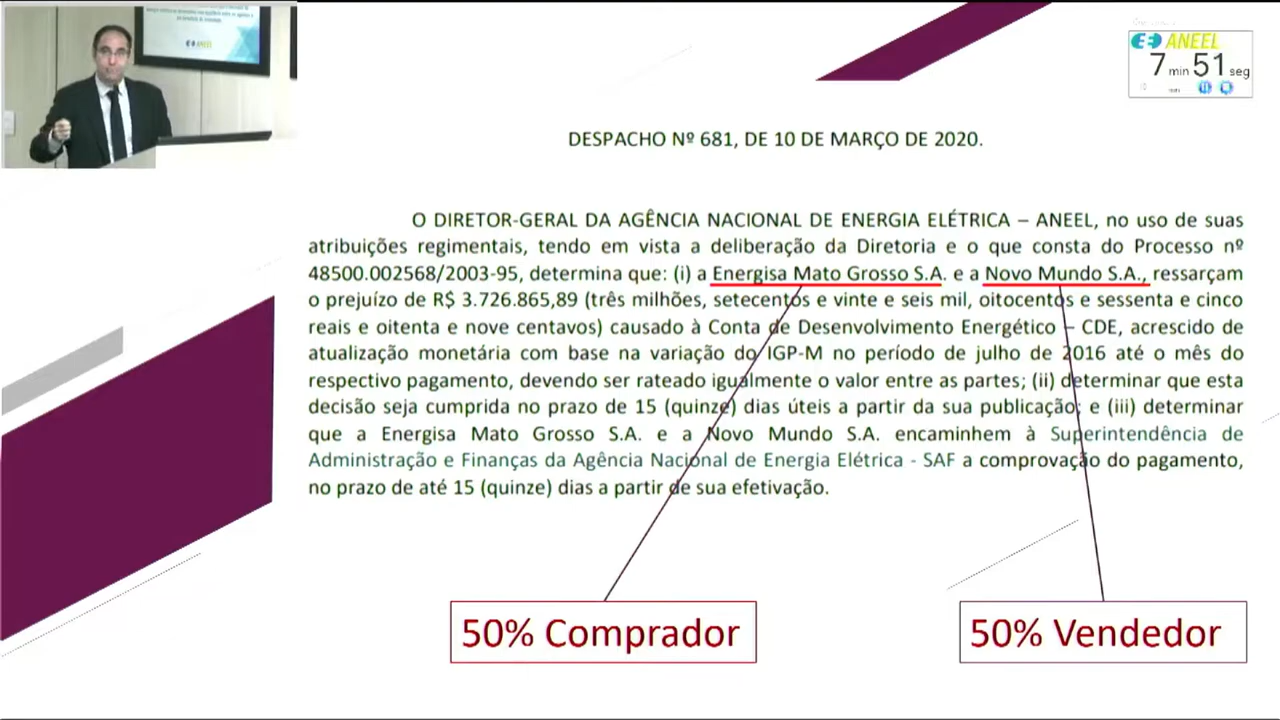 ANEEL
7 min 51 seg
DESPACHO Nº 681, DE 10 DE MARÇO DE 2020.
O DIRETOR-GERAL DA AGÊNCIA NACIONAL DE ENERGIA ELÉTRICA – ANEEL, no uso de suas
atribuições regimentais, tendo em vista a deliberação da Diretoria e o que consta do Processo nº
48500.002568/2003-95, determina que: (i) a Energisa Mato Grosso S.A. e a Novo Mundo S.A., ressarçam
o prejuízo de R$ 3.726.865,89 (três milhões, setecentos e vinte e seis mil, oitocentos e sessenta e cinco
reais e oitenta e nove centavos) causado à Conta de Desenvolvimento Energético – CDE, acrescido de
atualização monetária com base na variação do IGP-M no período de julho de 2016 até o mês do
respectivo pagamento, devendo ser rateado igualmente o valor entre as partes; (ii) determinar que esta
decisão seja cumprida no prazo de 15 (quinze) dias úteis a partir da sua publicação; e (iii) determinar
que a Energisa Mato Grosso S.A. e a Novo Mundo S.A. encaminhem à Superintendência de
Administração e Finanças da Agência Nacional de Energia Elétrica - SAF a comprovação do pagamento,
no prazo de até 15 (quinze) dias a partir de sua efetivação.
50% Comprador
50% Vendedor